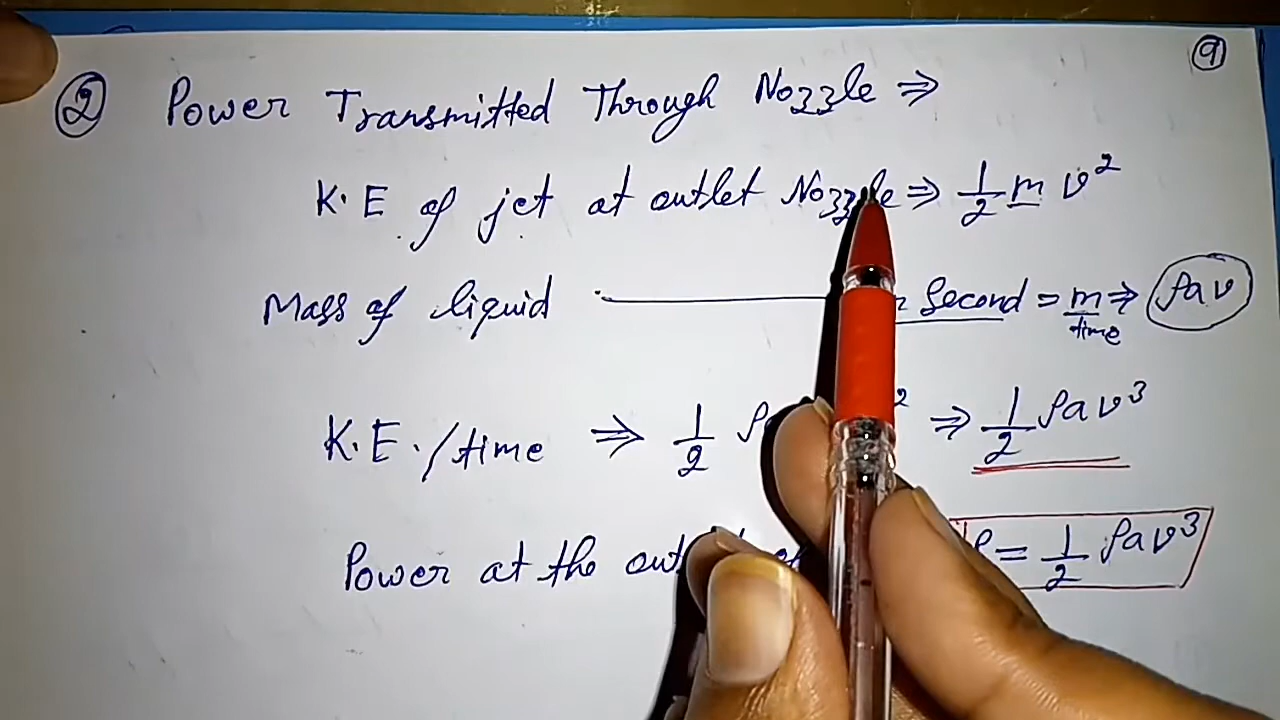 9
② Power Transmitted Through Nozzle ⇒
K.E of jet at outlet Nozzle ⇒ 1/2 m v²
Mass of liquid Second = m/time ⇒ ρav
K.E./time ⇒ 1/2 ρ ² ⇒ 1/2 ρav³
Power at the = 1/2 ρav³